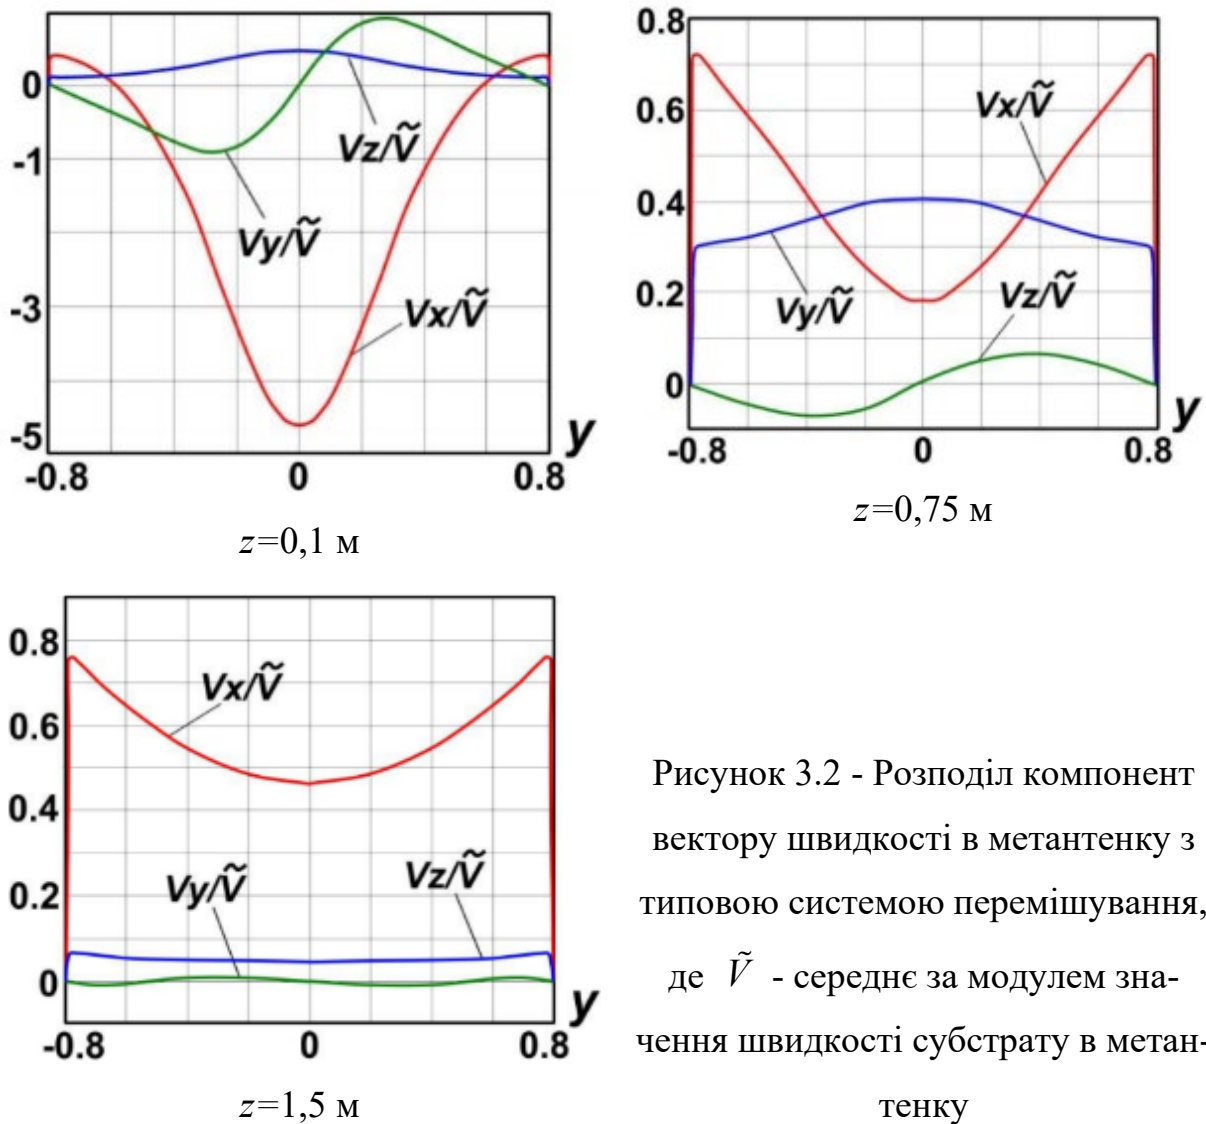 0
-1
-3
-5
-0.8
0
0.8
y
Vz/Ṽ
Vy/Ṽ
Vx/Ṽ
z=0,1 м
0.8
0.6
0.4
0.2
0
-0.8
0
0.8
y
Vx/Ṽ
Vy/Ṽ
Vz/Ṽ
z=0,75 м
0.8
0.6
0.4
0.2
0
-0.8
0
0.8
y
Vx/Ṽ
Vy/Ṽ
Vz/Ṽ
z=1,5 м
Рисунок 3.2 - Розподіл компонент
вектору швидкості в метантенку з
типовою системою перемішування,
де Ṽ - середнє за модулем зна-
чення швидкості субстрату в метан-
тенку